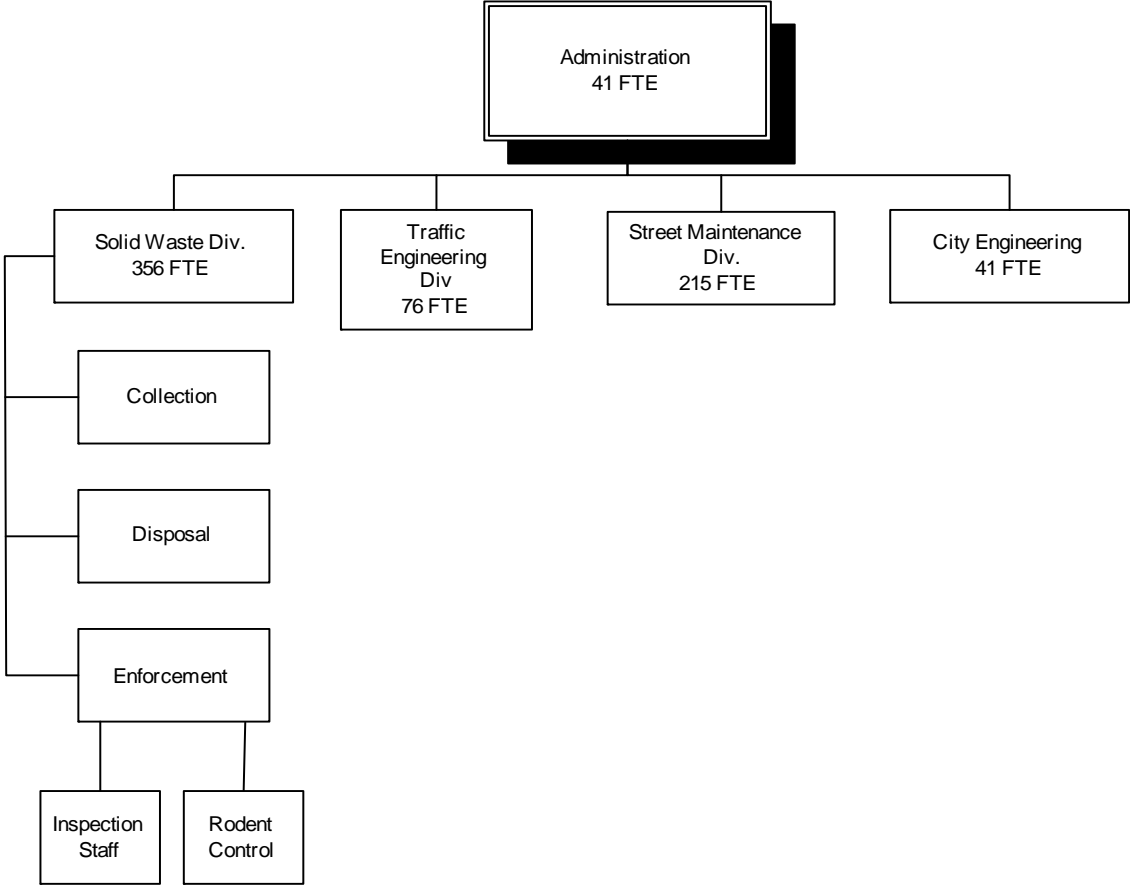 Administration
41 FTE
Solid Waste Div.
356 FTE
Traffic
Engineering
Div
76 FTE
Street Maintenance
Div.
215 FTE
City Engineering
41 FTE
Collection
Disposal
Enforcement
Inspection
Staff
Rodent
Control